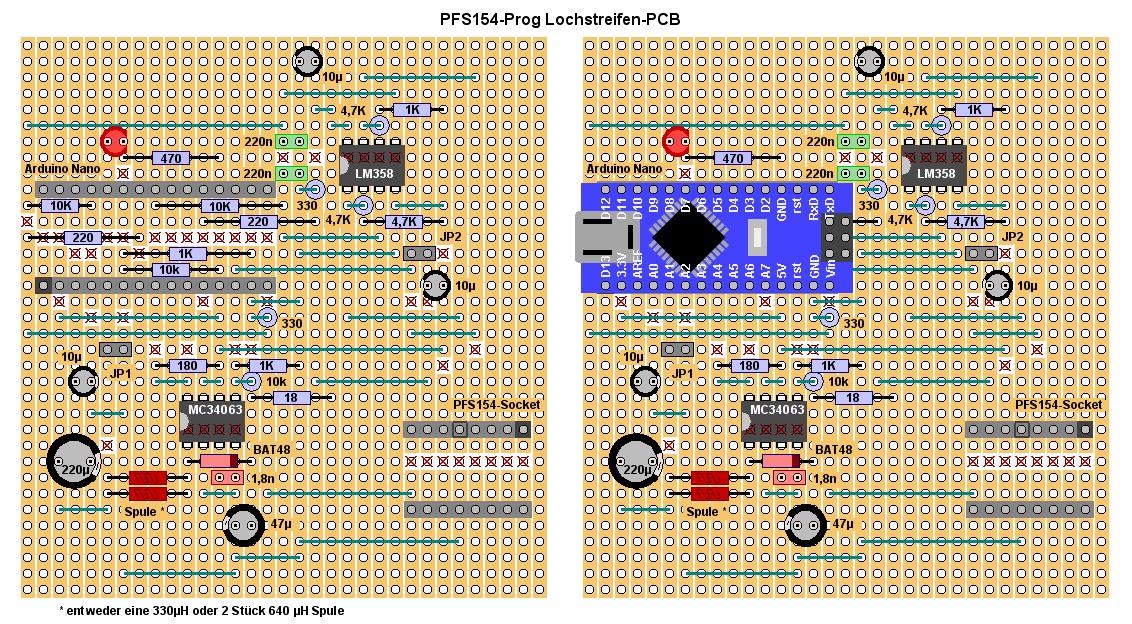 PFS154-Prog Lochstreifen-PCB
10µ
4,7K
1K
220n
470
LM358
Arduino Nano
220n
10K
10K
330
220
4,7K
4,7K
220
JP2
1K
10k
10µ
330
10µ
180
1K
JP1
10k
18
MC34063
PFS154-Socket
BAT48
220µ
1,8n
Spule *
47µ
10µ
4,7K
1K
220n
470
LM358
Arduino Nano
220n
330
D12 D11 D10 D9 D8 D7 D6 D5 D4 D3 D2 GND rst RxD TxD
4,7K
4,7K
JP2
D13 3.3V AREF A0 A1 A2 A3 A4 A5 A6 A7 5V rst GND Vin
10µ
330
10µ
180
1K
JP1
10k
18
MC34063
PFS154-Socket
BAT48
220µ
1,8n
Spule *
47µ
* entweder eine 330µH oder 2 Stück 640 µH Spule